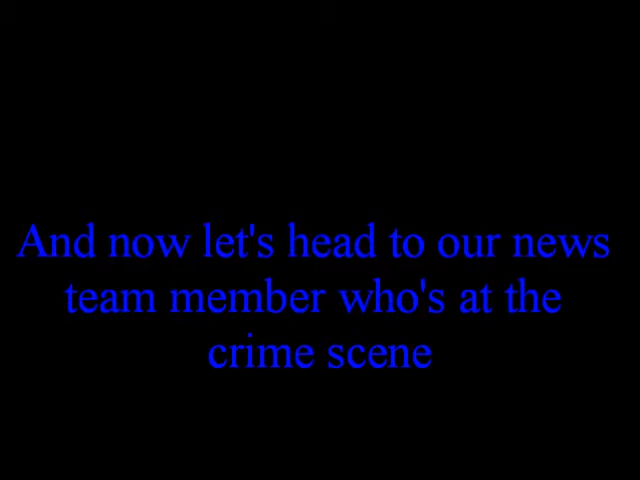 And now let's head to our news
team member who's at the
crime scene